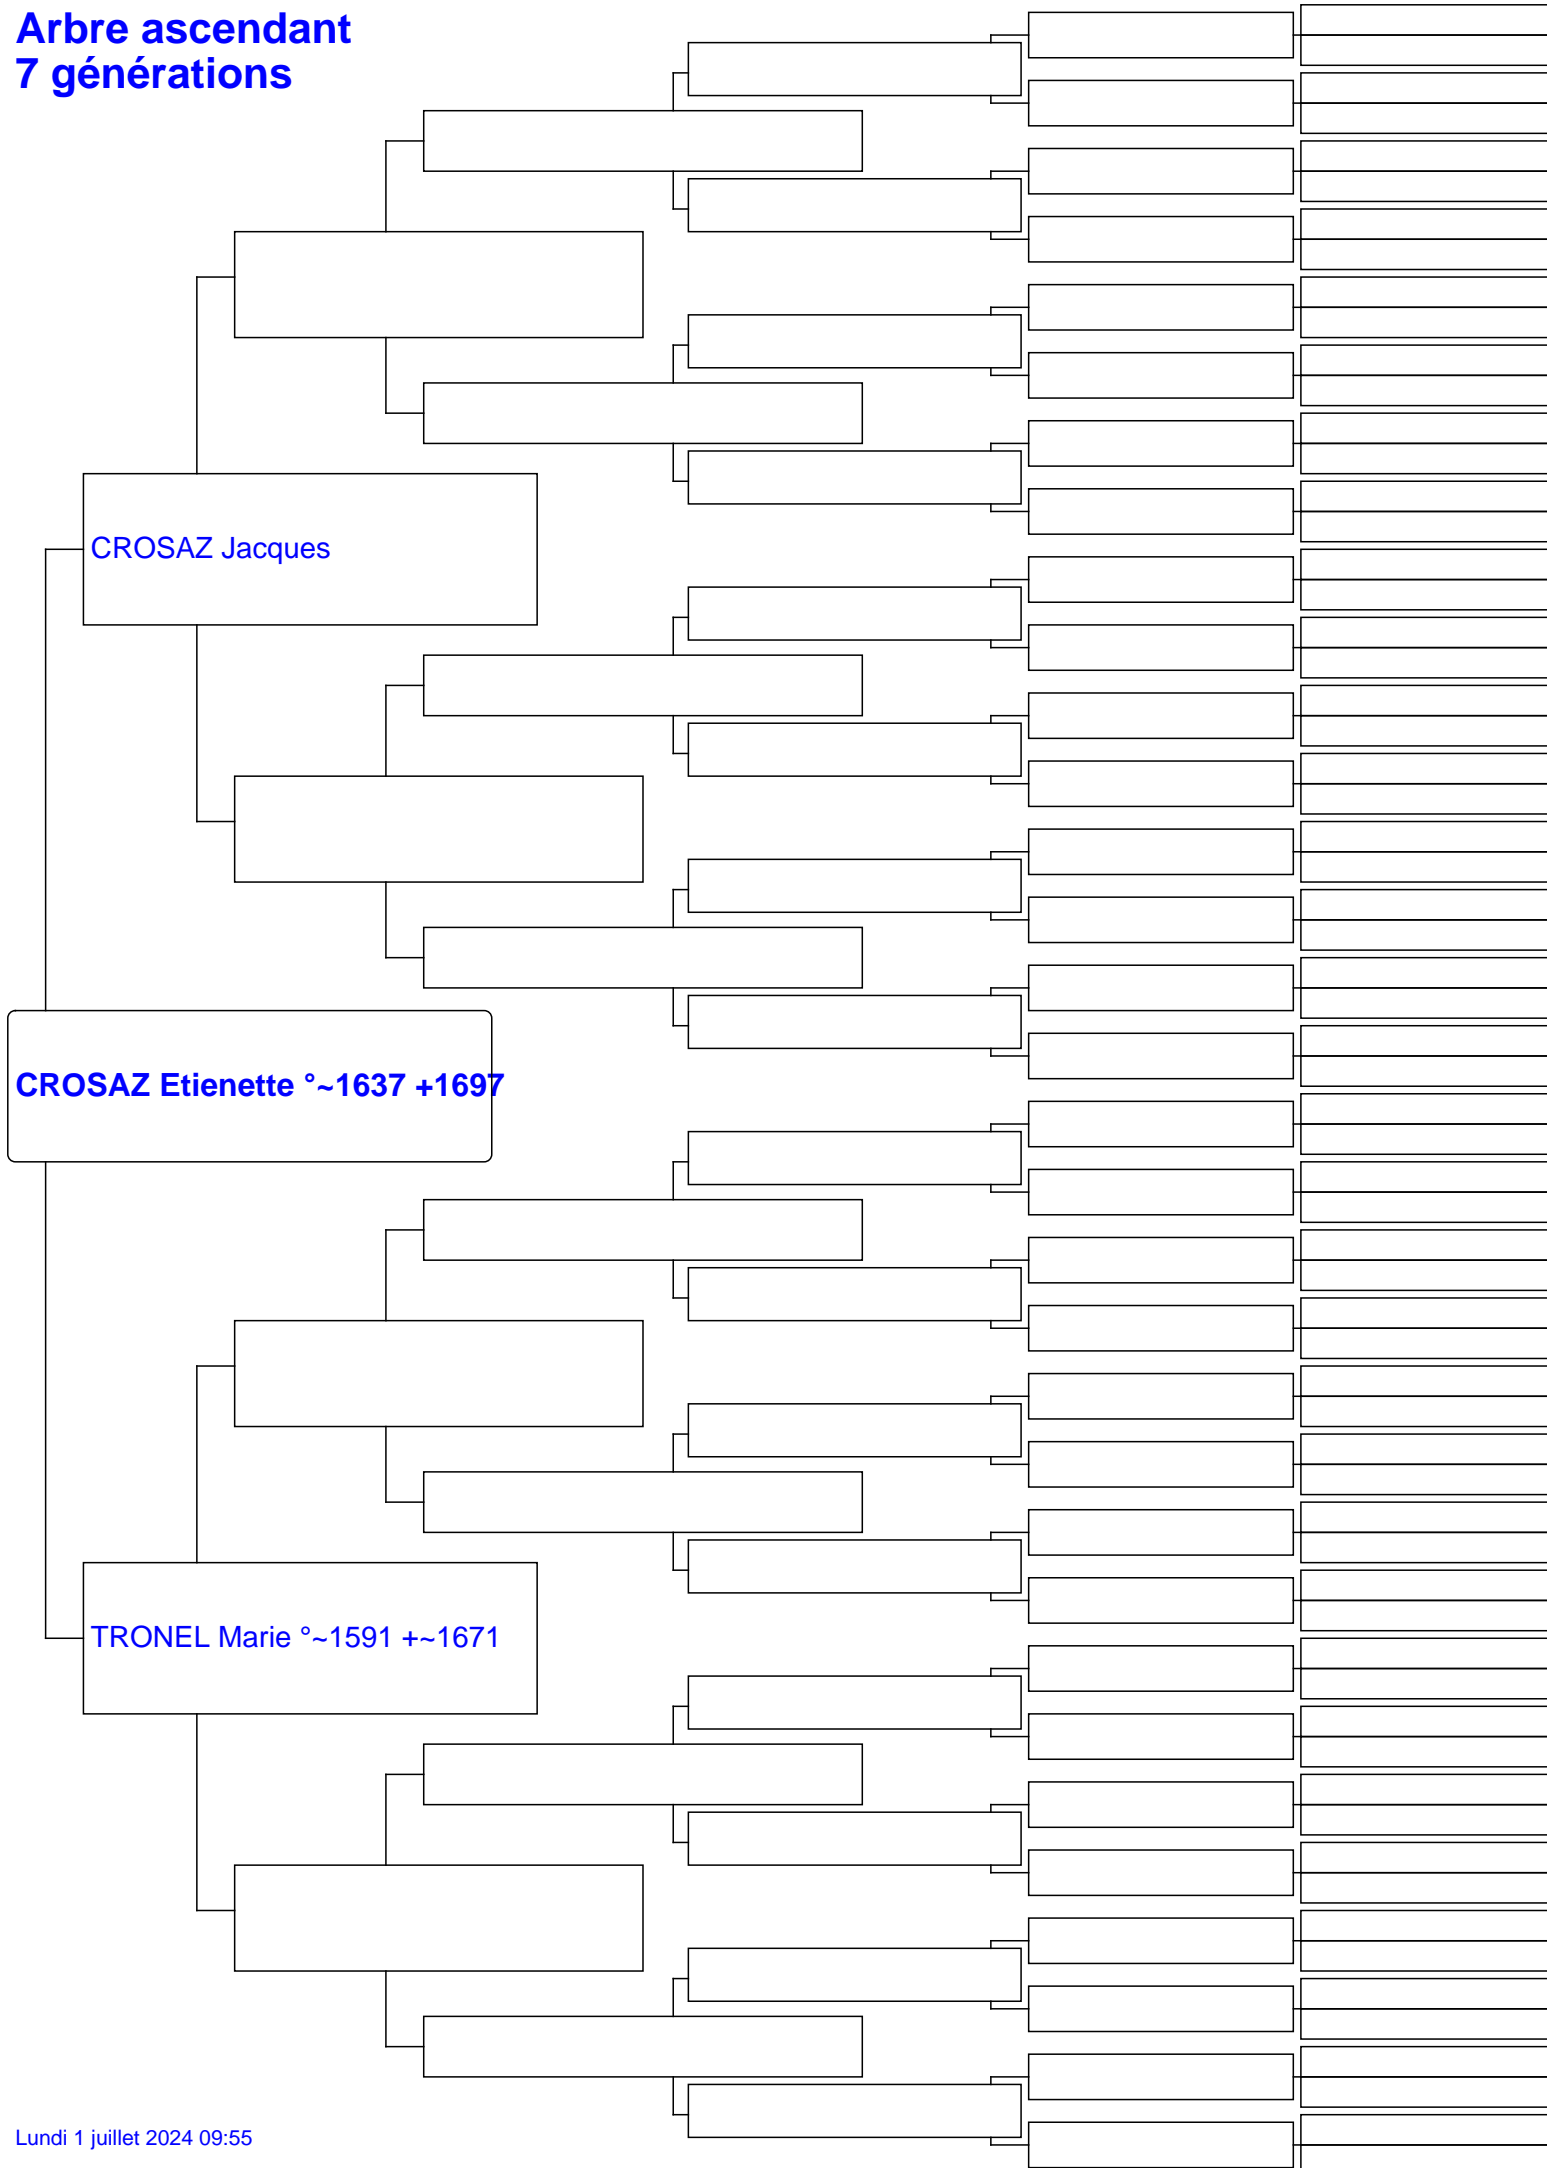 Arbre ascendant
7 générations
CROSAZ Jacques
CROSAZ Etienette °~1637 +1697
TRONEL Marie °~1591 +~1671
Lundi 1 juillet 2024 09:55